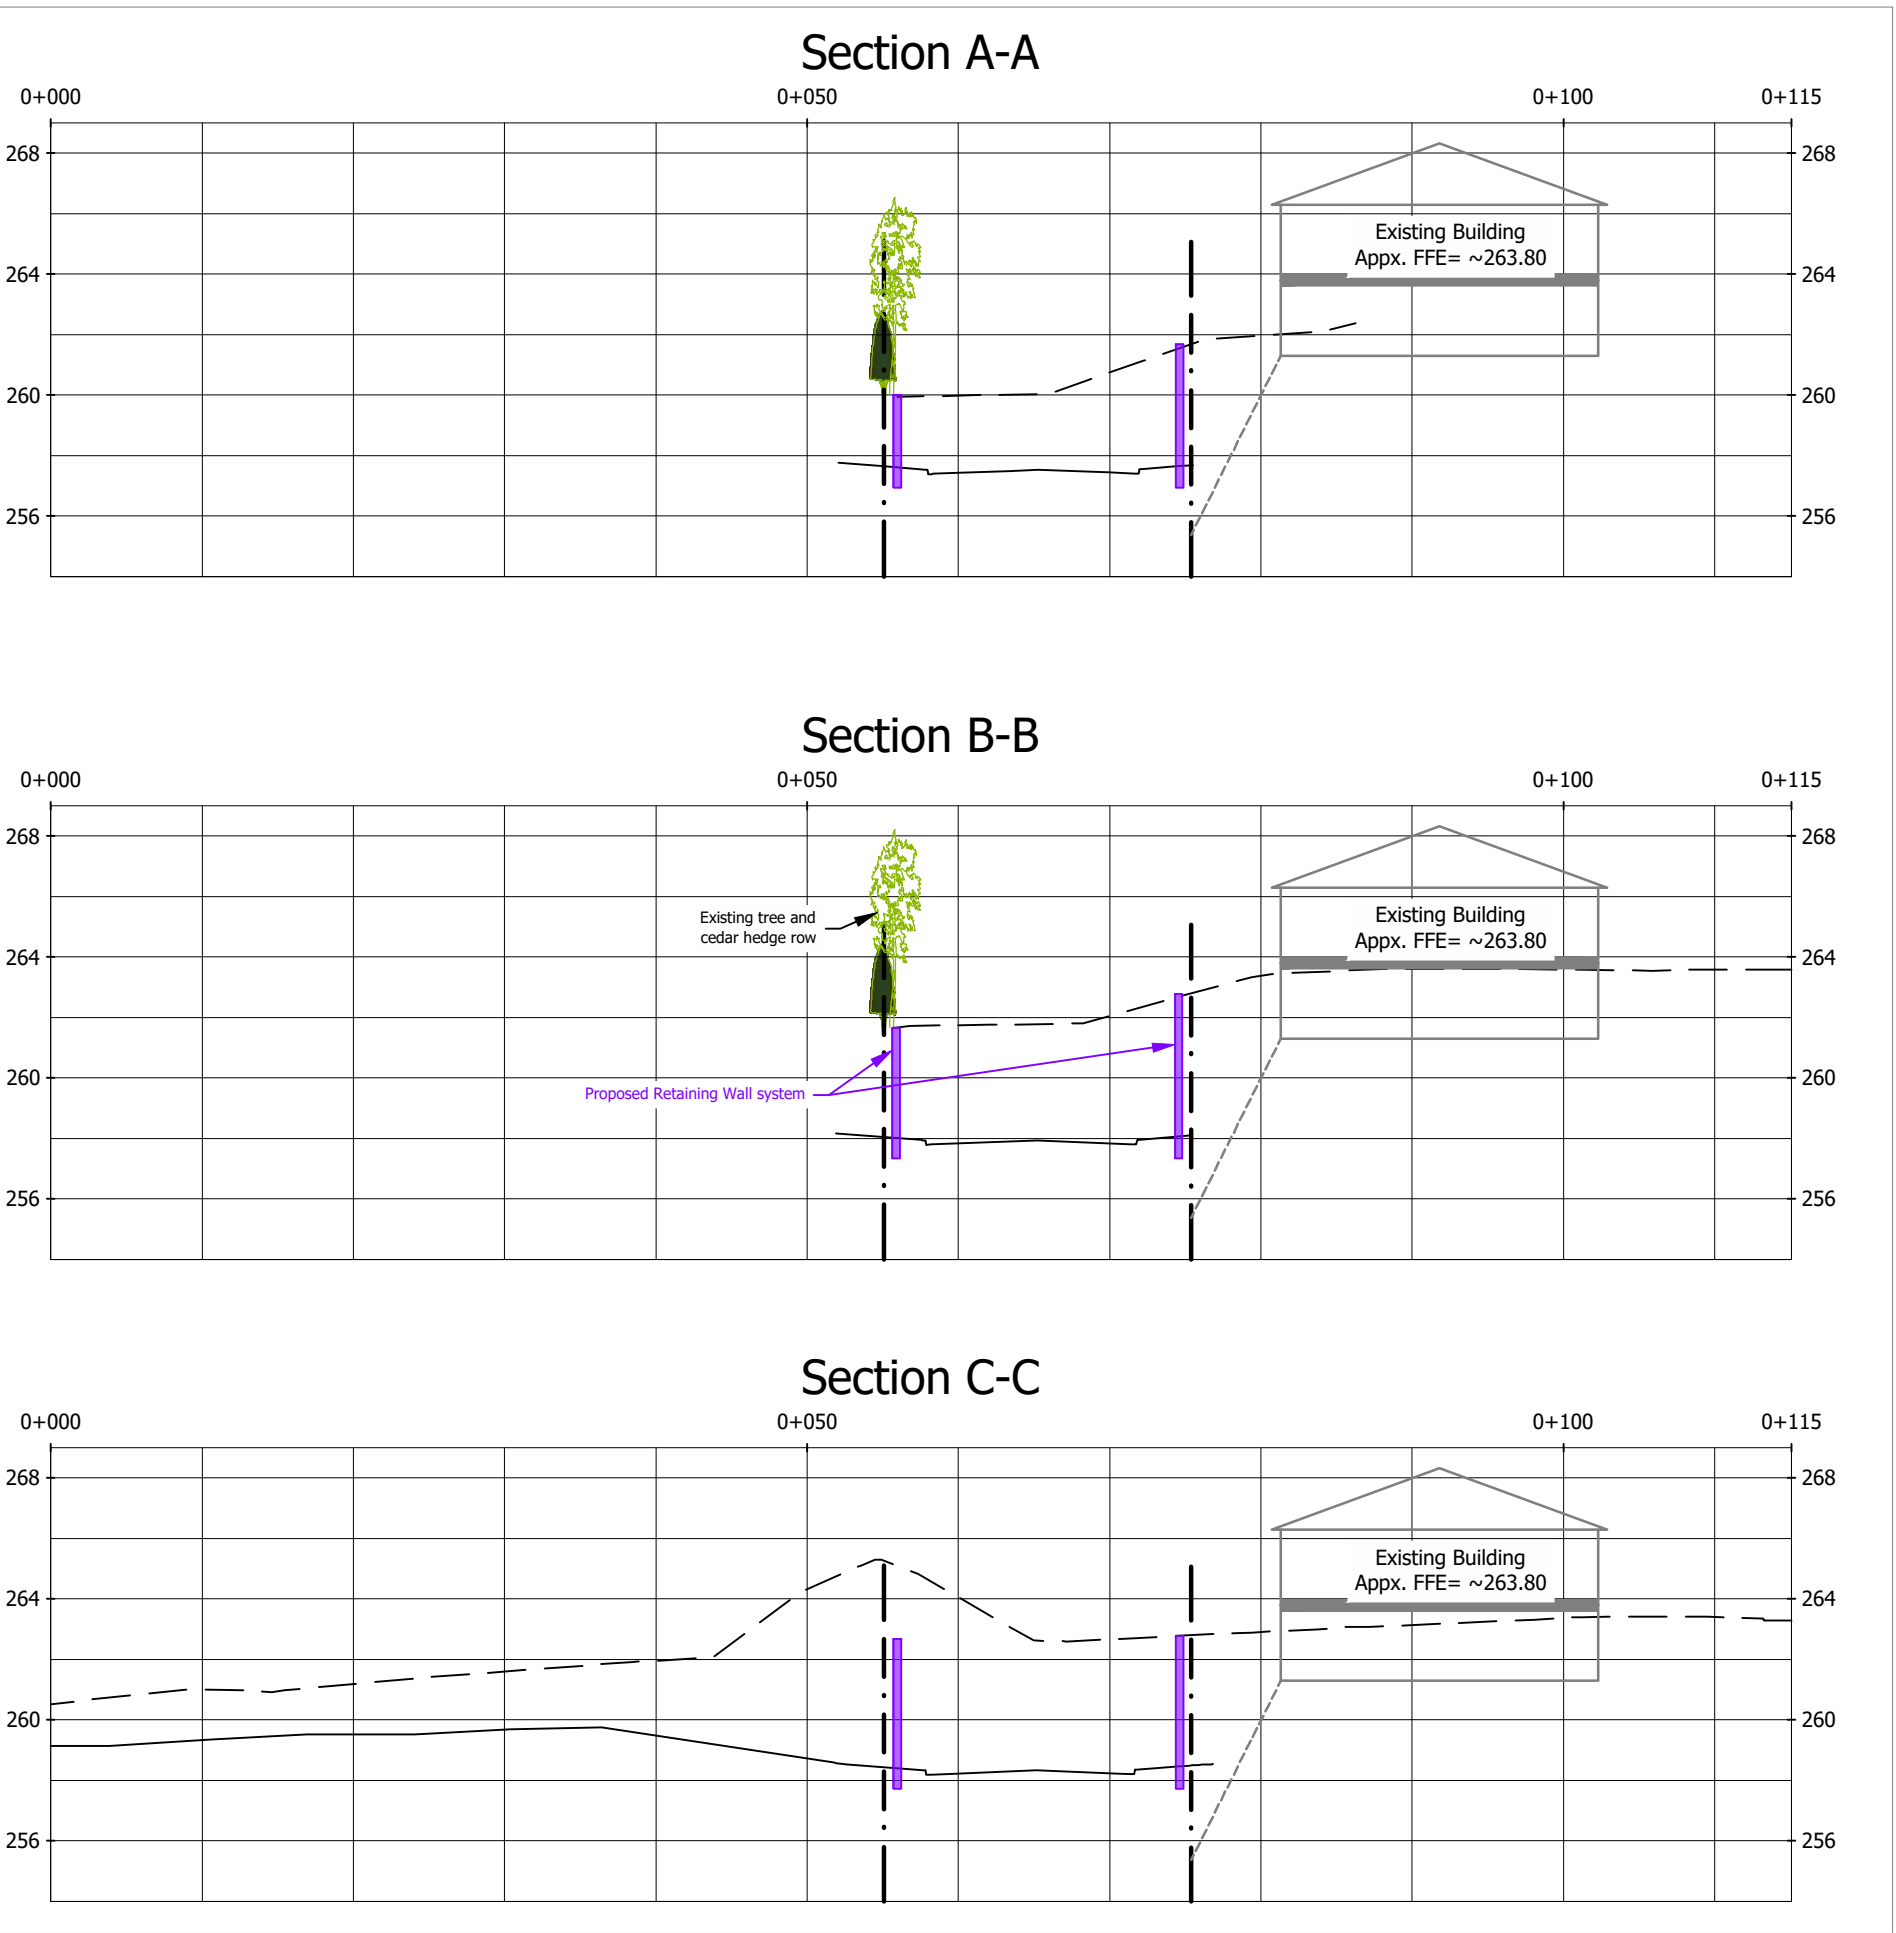 Section A-A
0+000 0+050 0+100 0+115
268 268
Existing Building
Appx. FFE= ~263.80
264 264
260 260
256 256
Section B-B
0+000 0+050 0+100 0+115
268 268
Existing tree and
cedar hedge row
Existing Building
Appx. FFE= ~263.80
264 264
260 260
Proposed Retaining Wall system
256 256
Section C-C
0+000 0+050 0+100 0+115
268 268
Existing Building
Appx. FFE= ~263.80
264 264
260 260
256 256